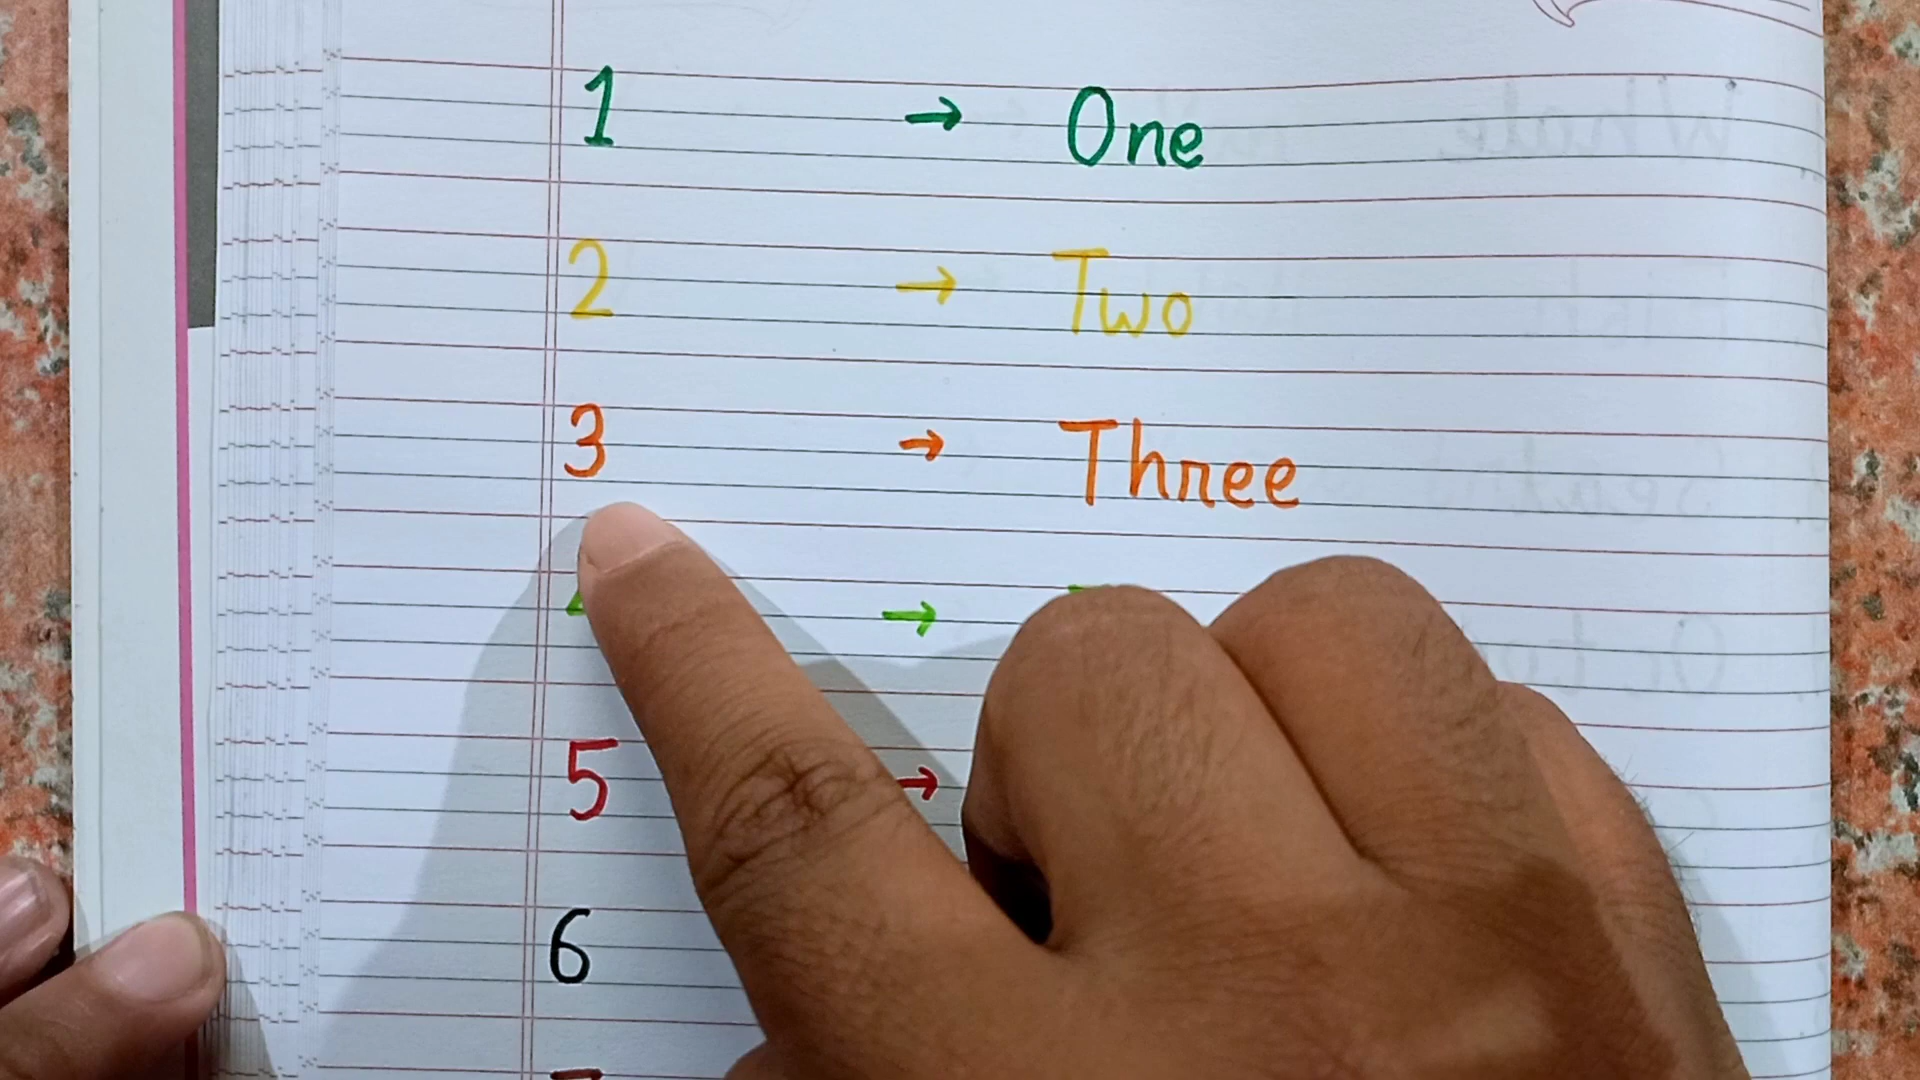 1 → One
2 → Two
3 → Three
→
5 →
6